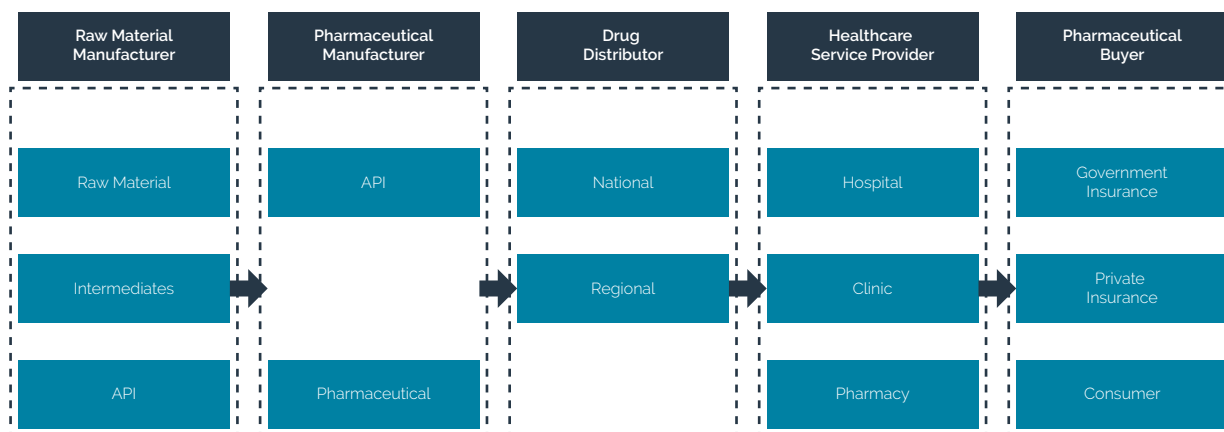 Raw Material
Manufacturer
Pharmaceutical
Manufacturer
Drug
Distributor
Healthcare
Service Provider
Pharmaceutical
Buyer
Raw Material
API
National
Hospital
Government
Insurance
Intermediates
Regional
Clinic
Private
Insurance
API
Pharmaceutical
Pharmacy
Consumer